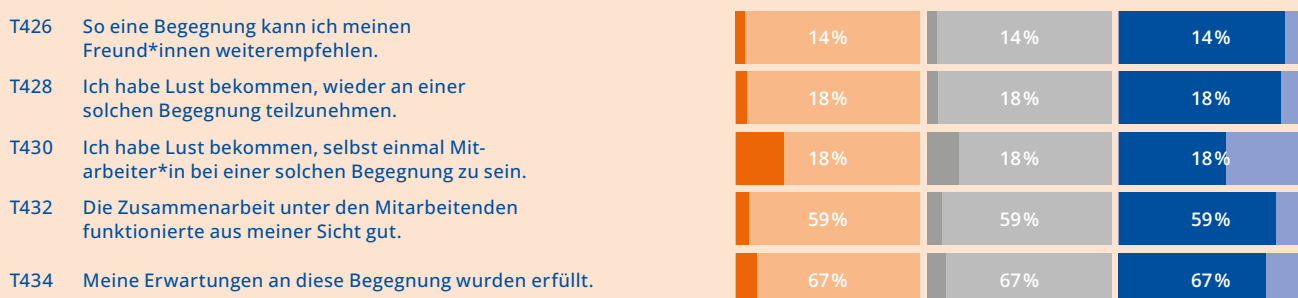 T426 So eine Begegnung kann ich meinen
Freund*innen weiterempfehlen.
14% 14% 14%
T428 Ich habe Lust bekommen, wieder an einer
solchen Begegnung teilzunehmen.
18% 18% 18%
T430 Ich habe Lust bekommen, selbst einmal Mit-
arbeiter*in bei einer solchen Begegnung zu sein.
18% 18% 18%
T432 Die Zusammenarbeit unter den Mitarbeitenden
funktionierte aus meiner Sicht gut.
59% 59% 59%
T434 Meine Erwartungen an diese Begegnung wurden erfüllt.
67% 67% 67%